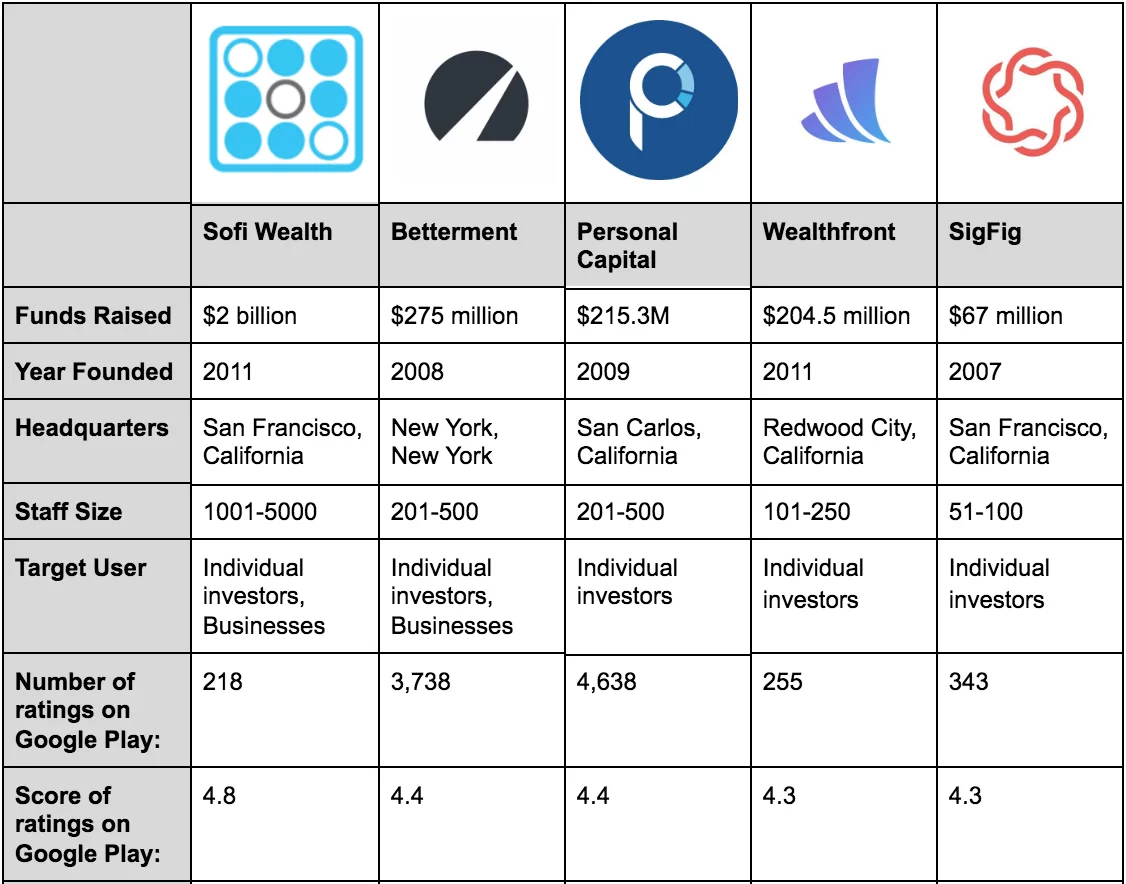 Sofi Wealth
Betterment
Personal
Capital
Wealthfront
SigFig
Funds Raised
$2 billion
$275 million
$215.3M
$204.5 million
$67 million
Year Founded
2011
2008
2009
2011
2007
Headquarters
San Francisco,
California
New York,
New York
San Carlos,
California
Redwood City,
California
San Francisco,
California
Staff Size
1001-5000
201-500
201-500
101-250
51-100
Target User
Individual
investors,
Businesses
Individual
investors,
Businesses
Individual
investors
Individual
investors
Individual
investors
Number of
ratings on
Google Play:
218
3,738
4,638
255
343
Score of
ratings on
Google Play:
4.8
4.4
4.4
4.3
4.3